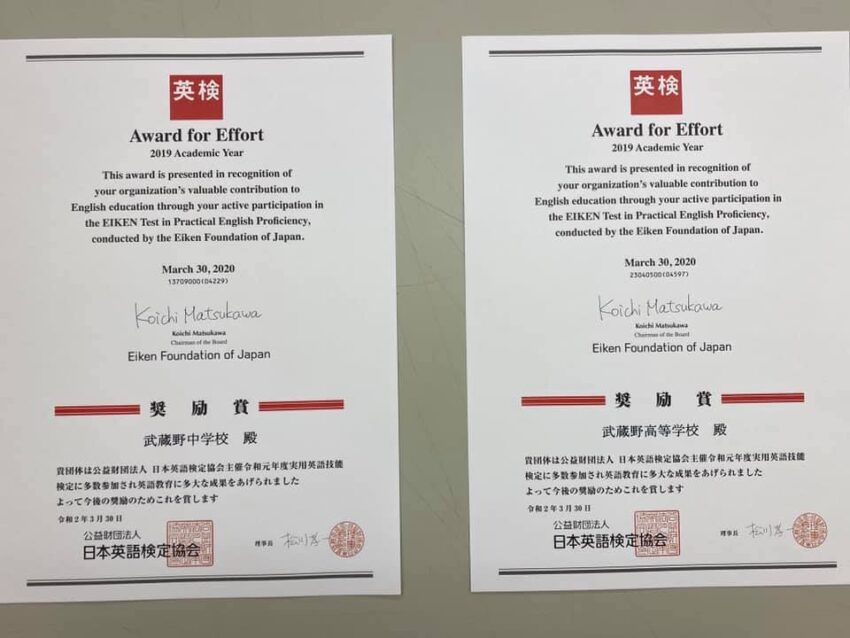 英検
Award for Effort
2019 Academic Year
This award is presented in recognition of
your organization's valuable contribution to
English education through your active participation in
the EIKEN Test in Practical English Proficiency,
conducted by the Eiken Foundation of Japan.
March 30, 2020
13709000(04229)
Koichi Matsukawa
Koichi Matsukawa
Chairman of the Board
Eiken Foundation of Japan
奨励賞
武蔵野中学校 殿
貴団体は公益財団法人 日本英語検定協会主催令和元年度実用英語技能
検定に多数参加され英語教育に多大な成果をあげられました
よって今後の奨励のためこれを賞します
令和2年3月30日
公益財団法人
日本英語検定協会
理事長 松川孝一
英検
Award for Effort
2019 Academic Year
This award is presented in recognition of
your organization's valuable contribution to
English education through your active participation in
the EIKEN Test in Practical English Proficiency,
conducted by the Eiken Foundation of Japan.
March 30, 2020
23040500(04597)
Koichi Matsukawa
Koichi Matsukawa
Chairman of the Board
Eiken Foundation of Japan
奨励賞
武蔵野高等学校 殿
貴団体は公益財団法人 日本英語検定協会主催令和元年度実用英語技能
検定に多数参加され英語教育に多大な成果をあげられました
よって今後の奨励のためこれを賞します
令和2年3月30日
公益財団法人
日本英語検定協会
理事長 松川孝一